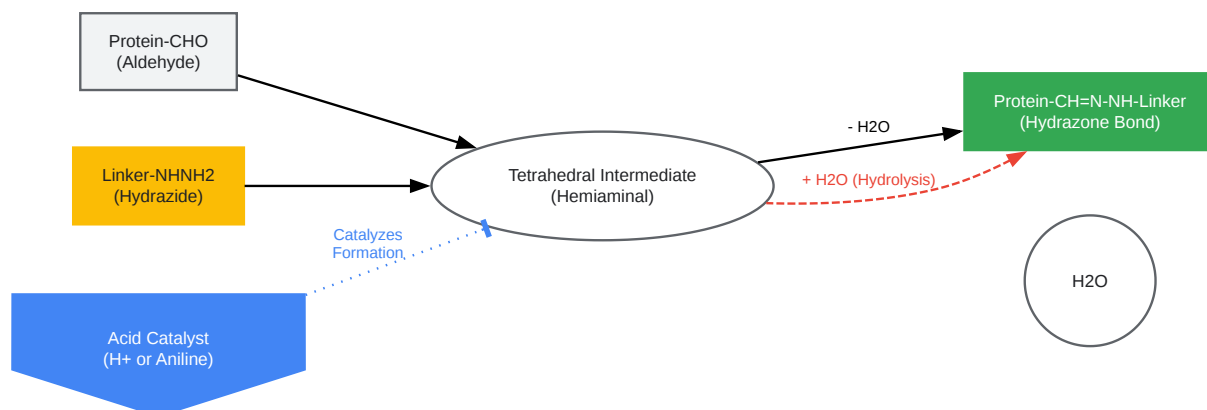 Protein-CHO
(Aldehyde)
Linker-NHNH2
(Hydrazide)
Catalyzes
Formation
Acid Catalyst
(H+ or Aniline)
Tetrahedral Intermediate
(Hemiaminal)
- H2O
+ H2O (Hydrolysis)
Protein-CH=N-NH-Linker
(Hydrazone Bond)
H2O